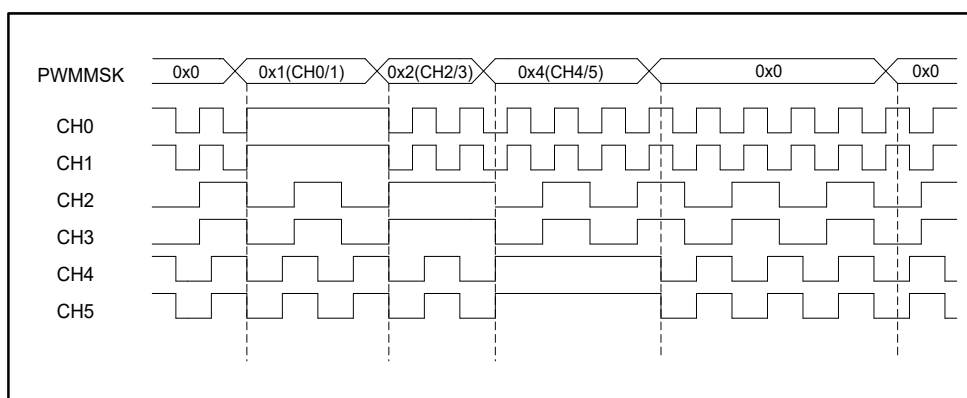 PWMMSK 0x0 0x1(CH0/1) 0x2(CH2/3) 0x4(CH4/5) 0x0 0x0
CH0
CH1
CH2
CH3
CH4
CH5